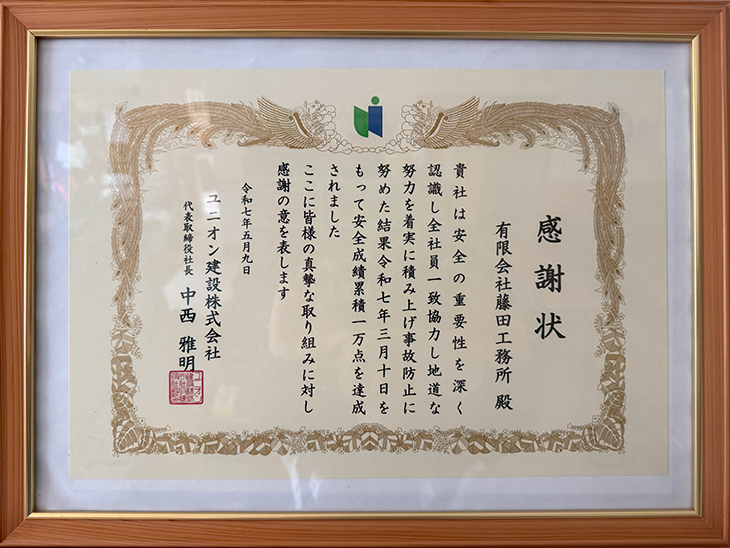 感謝状
有限会社藤田工務所 殿
貴社は安全の重要性を深く
認識し全社員一致協力し地道な
努力を着実に積み上げ事故防止に
努めた結果令和七年三月十日を
もって安全成績累積一万点を達成
されました
ここに皆様の真摯な取り組みに対し
感謝の意を表します
令和七年五月九日
ユニオン建設株式会社
代表取締役社長 中西 雅明